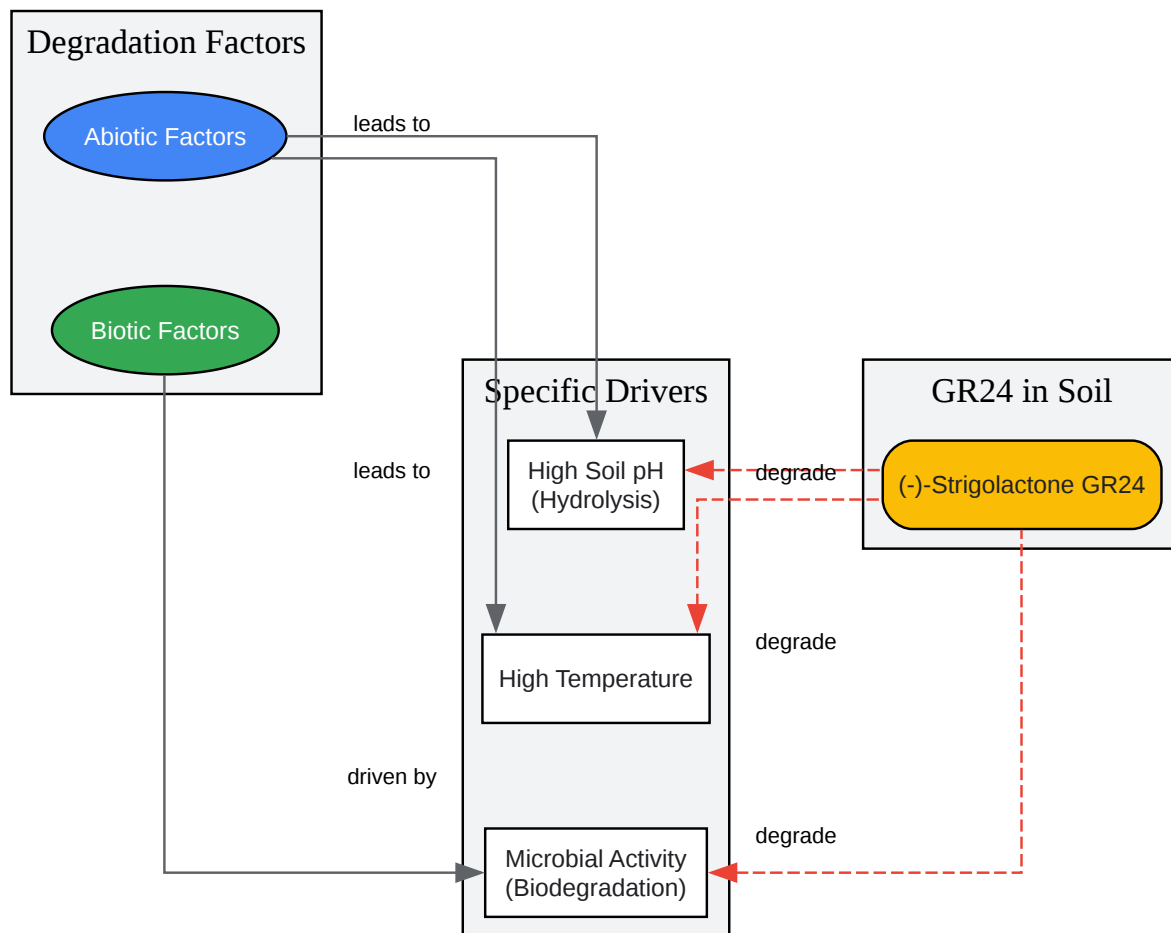 Degradation Factors
Abiotic Factors
leads to
Biotic Factors
Specific Drivers
GR24 in Soil
leads to
High Soil pH
(Hydrolysis)
degrade
(-)-Strigolactone GR24
High Temperature
degrade
driven by
Microbial Activity
(Biodegradation)
degrade